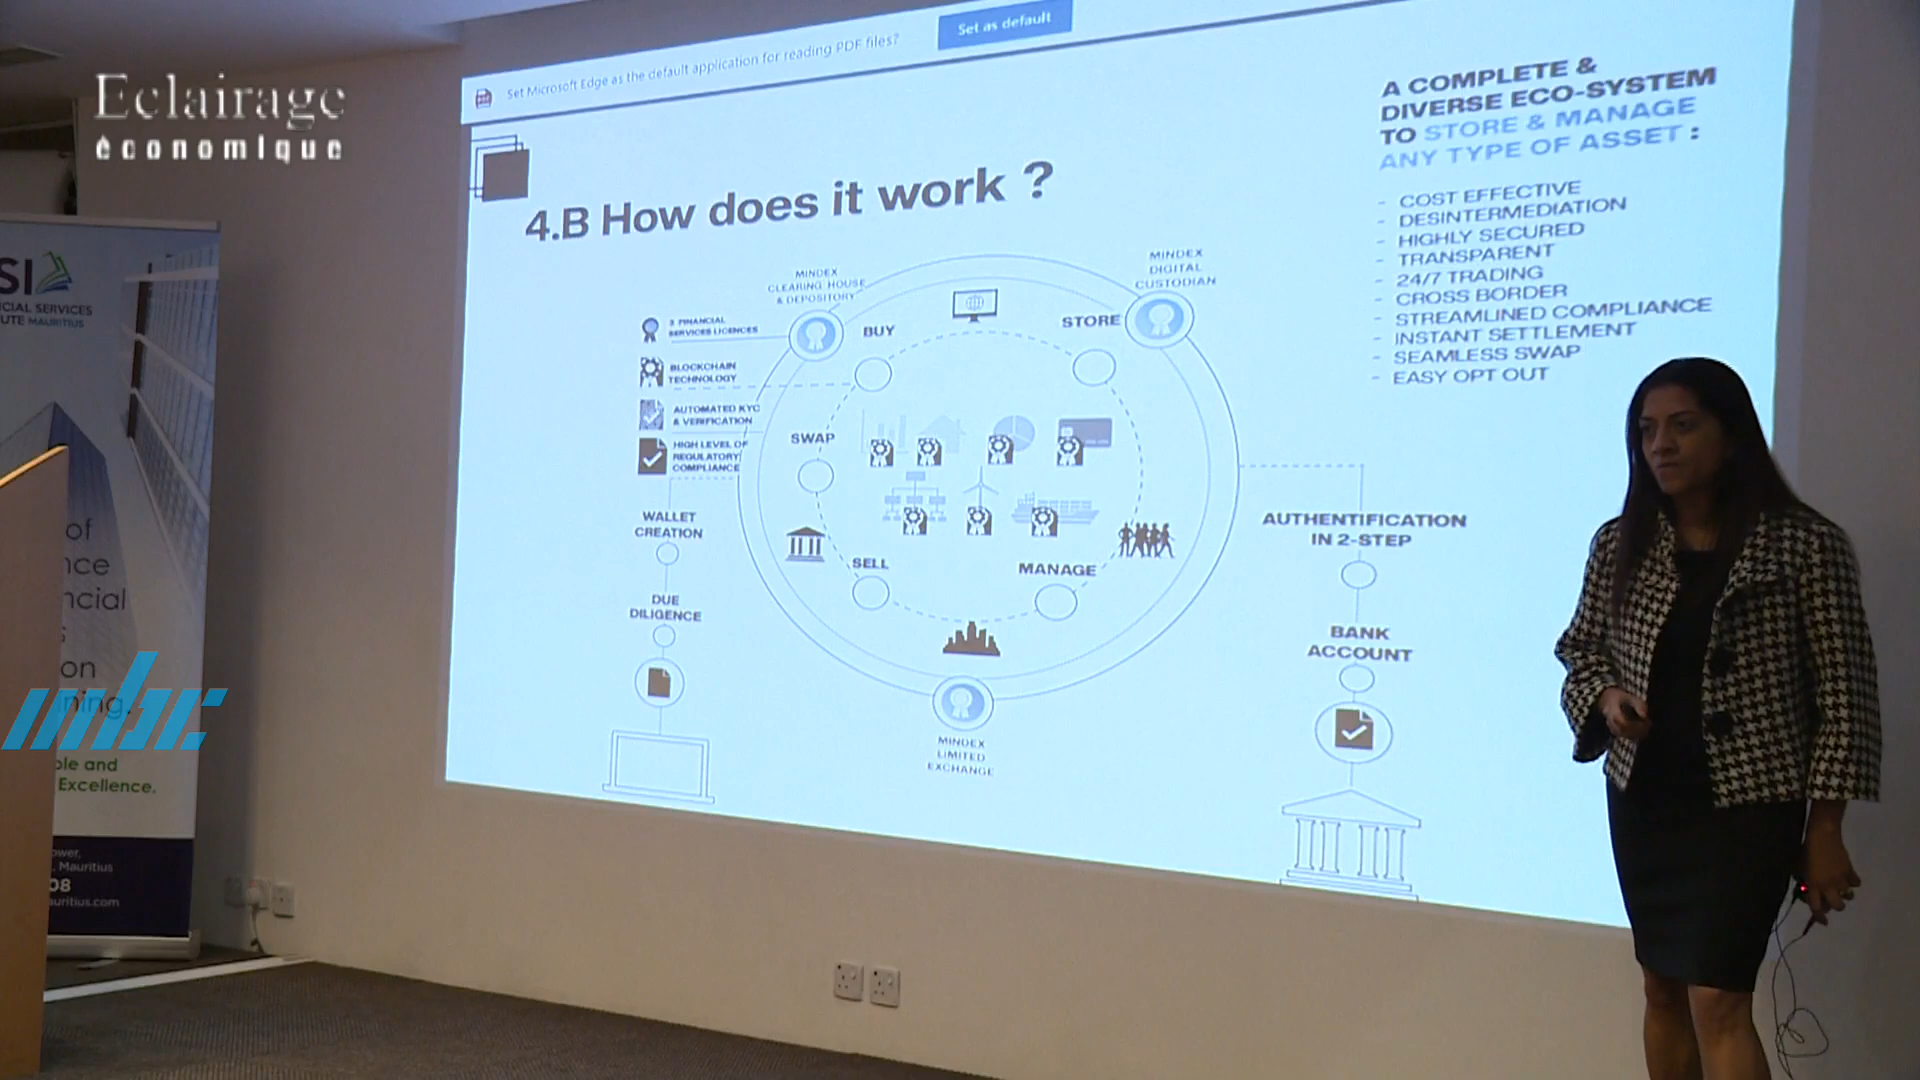 Eclairage
économique
Set Microsoft Edge as the default application for reading PDF files?
Set as default
4.B How does it work ?
A COMPLETE &
DIVERSE ECO-SYSTEM
TO STORE & MANAGE
ANY TYPE OF ASSET :
- COST EFFECTIVE
- DESINTERMEDIATION
- HIGHLY SECURED
- TRANSPARENT
- 24/7 TRADING
- CROSS BORDER
- STREAMLINED COMPLIANCE
- INSTANT SETTLEMENT
- SEAMLESS SWAP
- EASY OPT OUT
MINDEX
CLEARING HOUSE
& DEPOSITORY
MINDEX
DIGITAL
CUSTODIAN
3 FINANCIAL
SERVICES LICENCES
BLOCKCHAIN
TECHNOLOGY
AUTOMATED KYC
& VERIFICATION
HIGH LEVEL OF
REGULATORY
COMPLIANCE
BUY
STORE
SWAP
SELL
MANAGE
WALLET
CREATION
DUE
DILIGENCE
AUTHENTIFICATION
IN 2-STEP
BANK
ACCOUNT
MINDEX
LIMITED
EXCHANGE
SI
CIAL SERVICES
UTE MAURITIUS
of
nce
ncial
s
on
ning.
mbc
ble and
Excellence.
ower,
, Mauritius
08
auritius.com